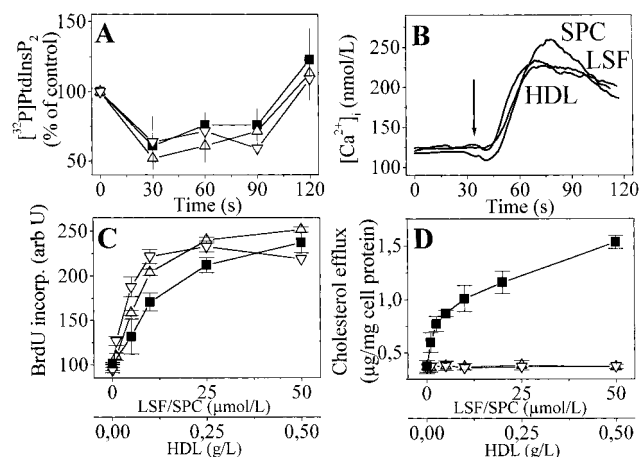 A
[³²P]PtdInsP₂
(% of control)
100
50
0
30
60
90
120
Time (s)
B
SPC
LSF
HDL
[Ca²⁺]ᵢ (nmol/L)
250
200
150
100
0
30
60
90
120
Time (s)
C
BrdU incorp. (arb U)
250
200
150
100
0
25
50
LSF/SPC (μmol/L)
0,00
0,25
0,50
HDL (g/L)
D
Cholesterol efflux
(μg/mg cell protein)
1,5
1,0
0,5
0
25
50
LSF/SPC (μmol/L)
0,00
0,25
0,50
HDL (g/L)